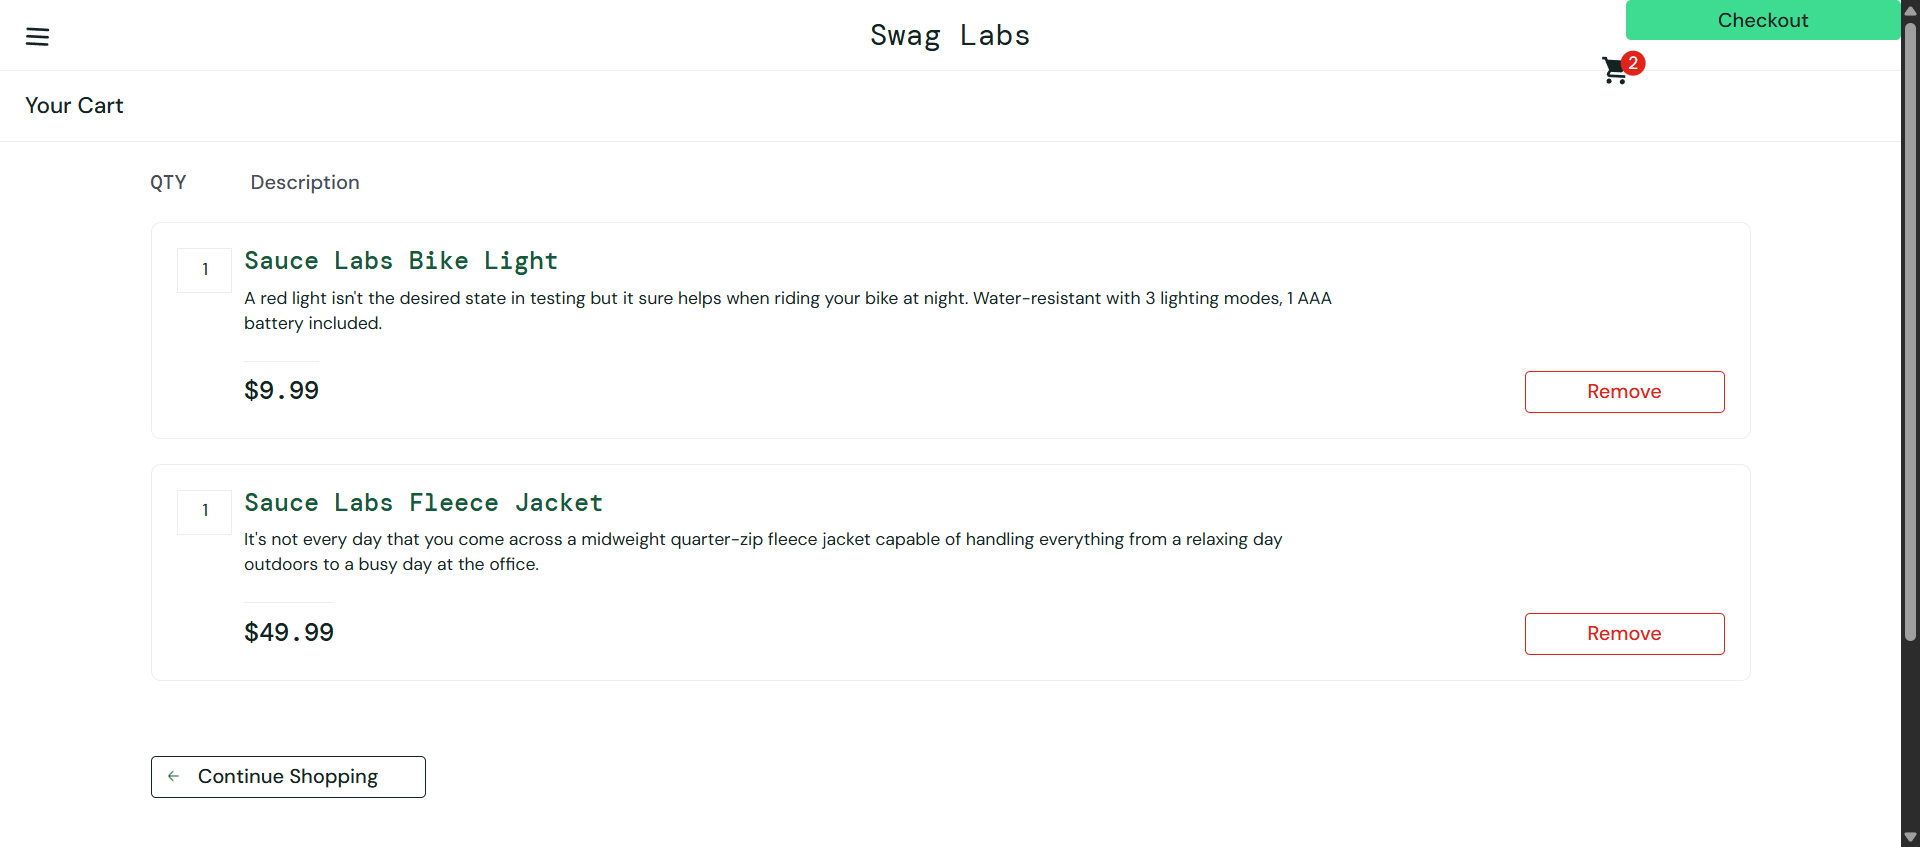 Swag Labs
Checkout
2
Your Cart
QTY Description
1
Sauce Labs Bike Light
A red light isn't the desired state in testing but it sure helps when riding your bike at night. Water-resistant with 3 lighting modes, 1 AAA
battery included.
$9.99
Remove
1
Sauce Labs Fleece Jacket
It's not every day that you come across a midweight quarter-zip fleece jacket capable of handling everything from a relaxing day
outdoors to a busy day at the office.
$49.99
Remove
Continue Shopping